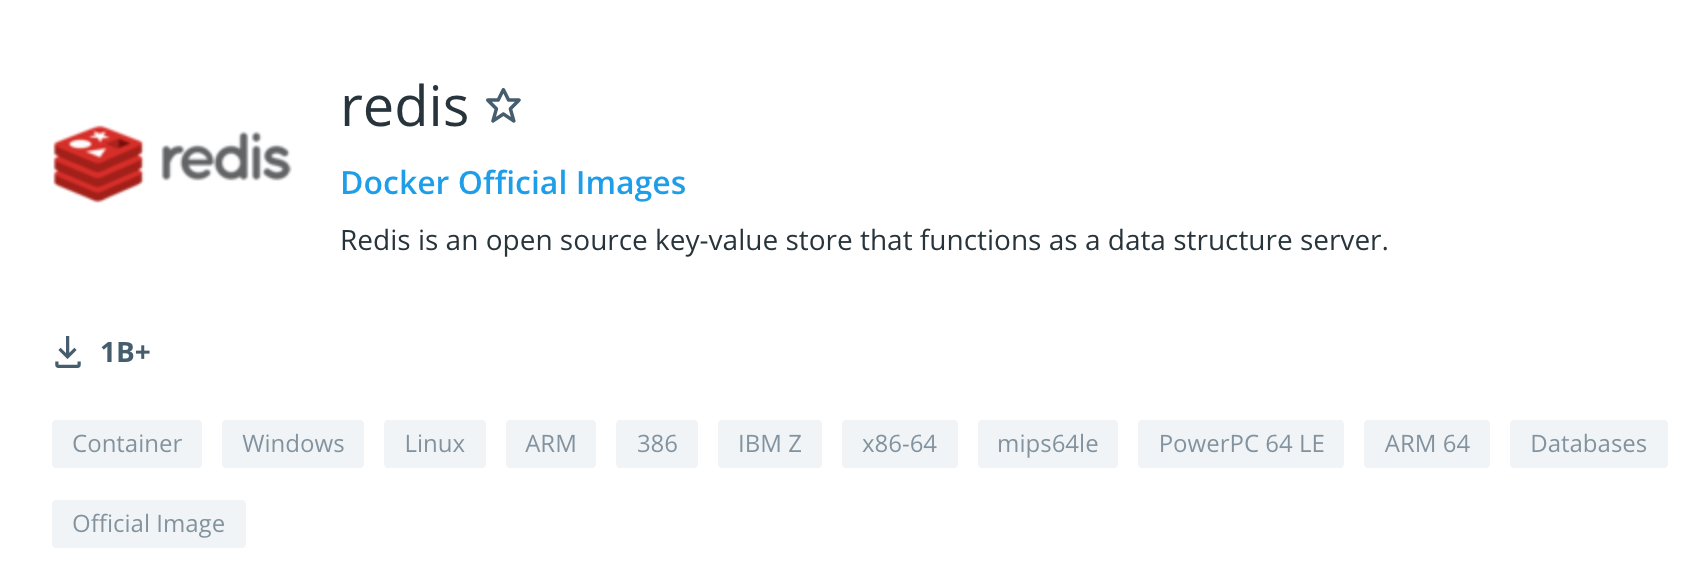 redis
redis
Docker Official Images
Redis is an open source key-value store that functions as a data structure server.
1B+
Container Windows Linux ARM 386 IBM Z x86-64 mips64le PowerPC 64 LE ARM 64 Databases
Official Image